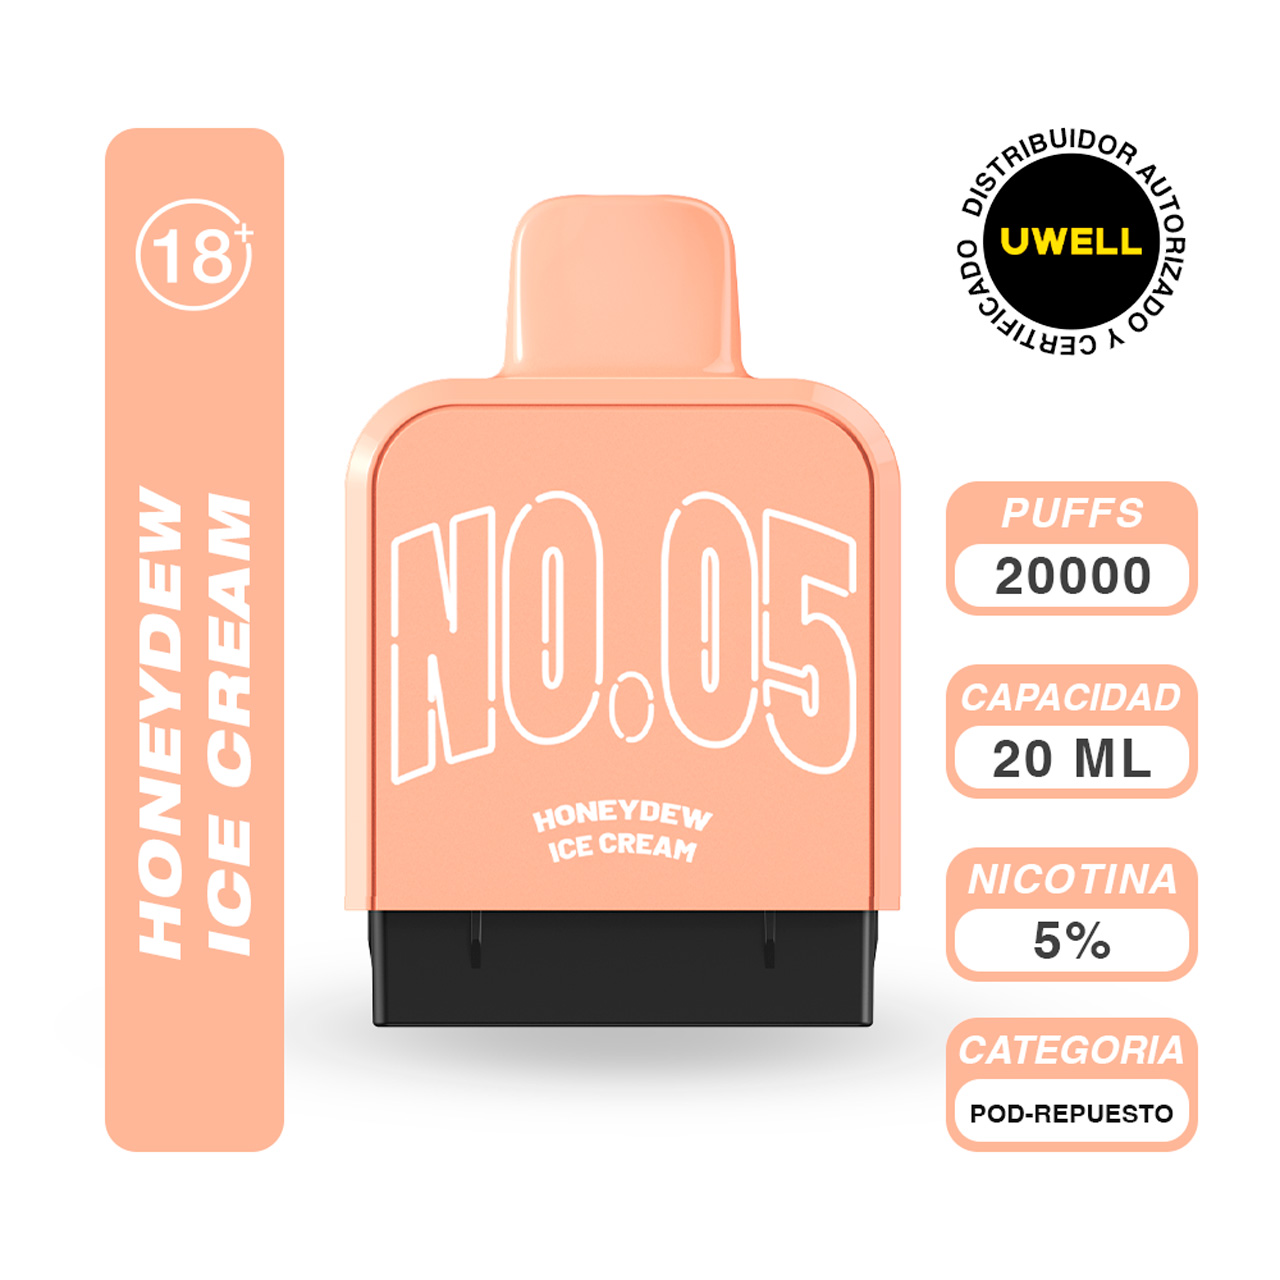 18+
HONEYDEW
ICE CREAM
NO.05
HONEYDEW
ICE CREAM
DISTRIBUIDOR AUTORIZADO Y CERTIFICADO
UWELL
PUFFS
20000
CAPACIDAD
20 ML
NICOTINA
5%
CATEGORIA
POD-REPUESTO